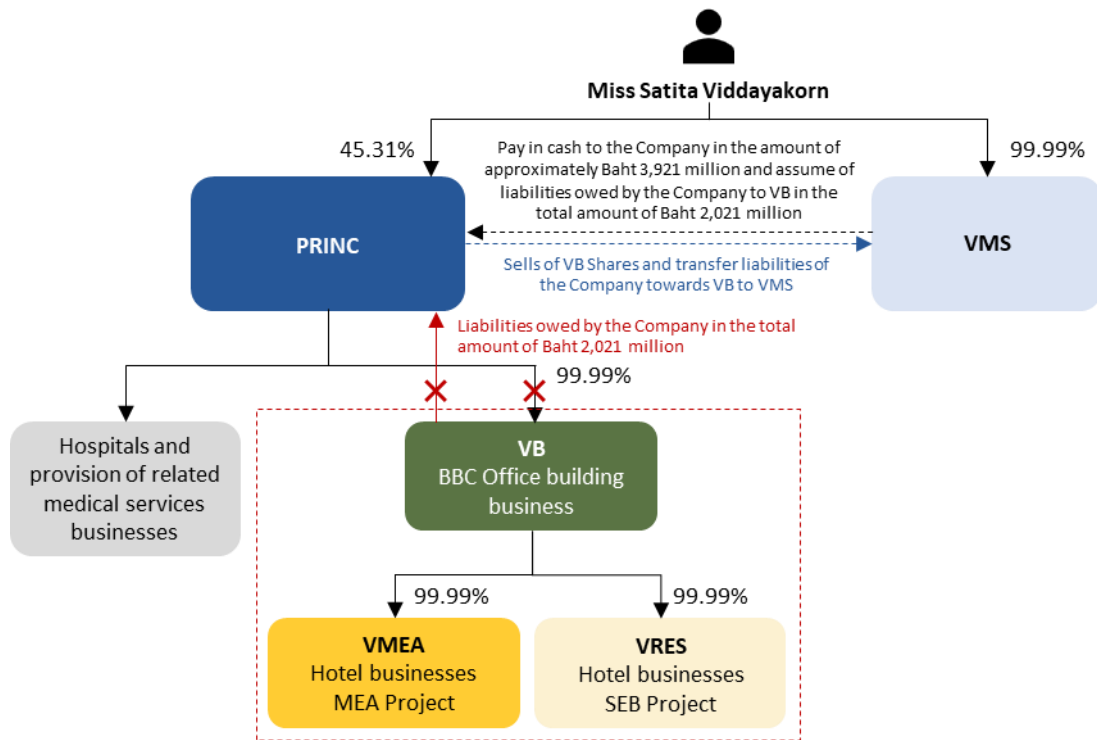 Miss Satita Viddayakorn
45.31%
Pay in cash to the Company in the amount of
approximately Baht 3,921 million and assume of
liabilities owed by the Company to VB in the
total amount of Baht 2,021 million
99.99%
PRINC
VMS
Sells of VB Shares and transfer liabilities of
the Company towards VB to VMS
Liabilities owed by the Company in the total
amount of Baht 2,021 million
99.99%
Hospitals and
provision of related
medical services
businesses
VB
BBC Office building
business
99.99%
99.99%
VMEA
Hotel businesses
MEA Project
VRES
Hotel businesses
SEB Project